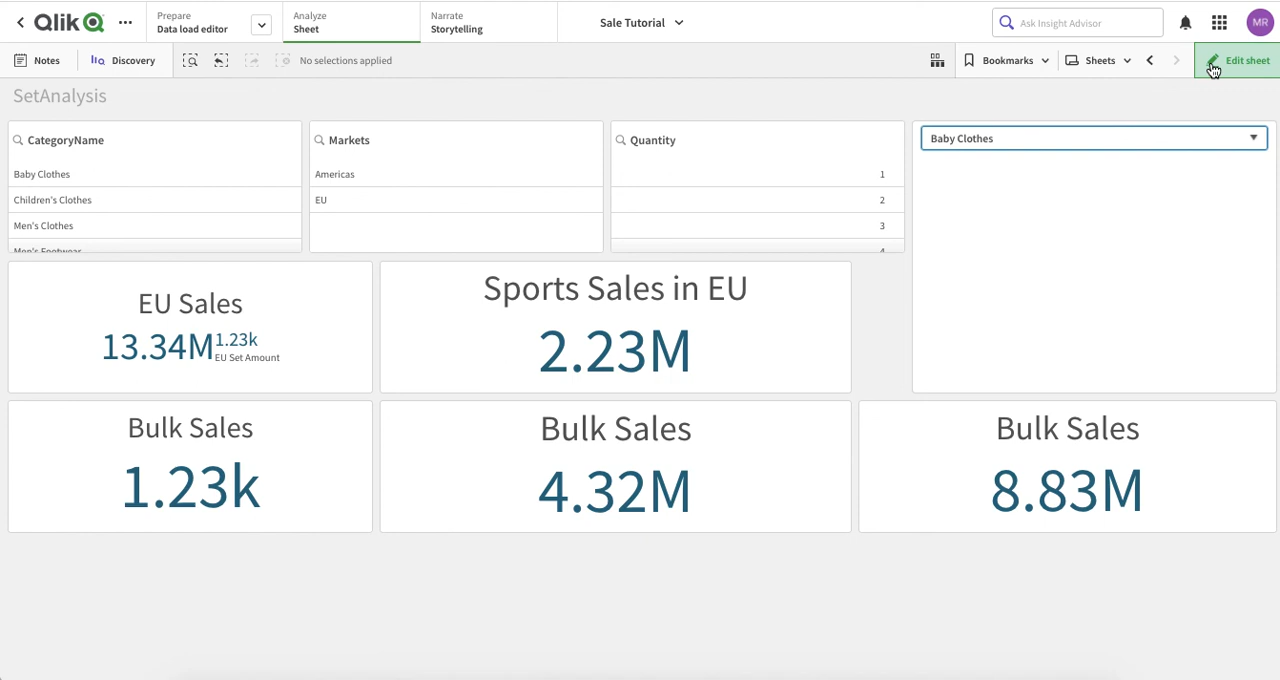 Qlik
Prepare
Data load editor
Analyze
Sheet
Narrate
Storytelling
Sale Tutorial
Ask Insight Advisor
MR
Notes
Discovery
No selections applied
Bookmarks
Sheets
Edit sheet
SetAnalysis
CategoryName
Baby Clothes
Children's Clothes
Men's Clothes
Men's Footwear
Markets
Americas
EU
Quantity
1
2
3
4
Baby Clothes
EU Sales
13.34M 1.23k
EU Set Amount
Sports Sales in EU
2.23M
Bulk Sales
1.23k
Bulk Sales
4.32M
Bulk Sales
8.83M